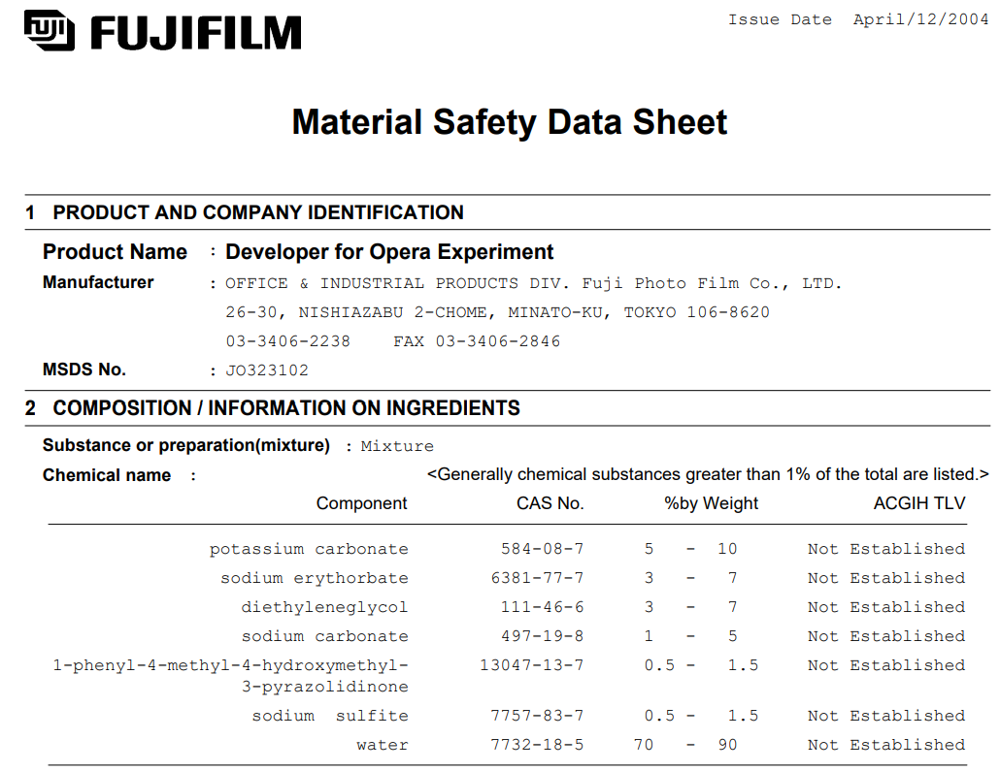 FUJI FUJIFILM
Issue Date April/12/2004
Material Safety Data Sheet
1 PRODUCT AND COMPANY IDENTIFICATION
Product Name : Developer for Opera Experiment
Manufacturer : OFFICE & INDUSTRIAL PRODUCTS DIV. Fuji Photo Film Co., LTD.
26-30, NISHIAZABU 2-CHOME, MINATO-KU, TOKYO 106-8620
03-3406-2238 FAX 03-3406-2846
MSDS No. : JO323102
2 COMPOSITION / INFORMATION ON INGREDIENTS
Substance or preparation(mixture) : Mixture
Chemical name : <Generally chemical substances greater than 1% of the total are listed.>
Component CAS No. %by Weight ACGIH TLV
potassium carbonate 584-08-7 5 - 10 Not Established
sodium erythorbate 6381-77-7 3 - 7 Not Established
diethyleneglycol 111-46-6 3 - 7 Not Established
sodium carbonate 497-19-8 1 - 5 Not Established
1-phenyl-4-methyl-4-hydroxymethyl- 13047-13-7 0.5 - 1.5 Not Established
3-pyrazolidinone
sodium sulfite 7757-83-7 0.5 - 1.5 Not Established
water 7732-18-5 70 - 90 Not Established